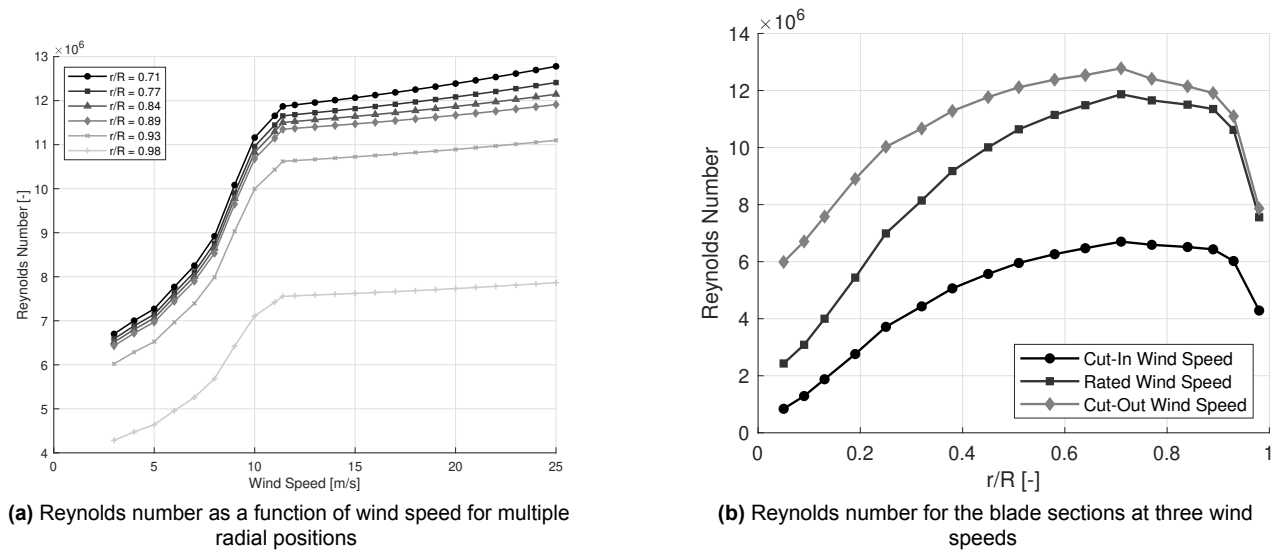 ×10⁶
13
12
11
10
9
8
7
6
5
4
0
5
10
15
20
25
Reynolds Number [-]
Wind Speed [m/s]
r/R = 0.71
r/R = 0.77
r/R = 0.84
r/R = 0.89
r/R = 0.93
r/R = 0.98
(a) Reynolds number as a function of wind speed for multiple
radial positions
×10⁶
14
12
10
8
6
4
2
0
0
0.2
0.4
0.6
0.8
1
Reynolds Number
r/R [-]
Cut-In Wind Speed
Rated Wind Speed
Cut-Out Wind Speed
(b) Reynolds number for the blade sections at three wind
speeds